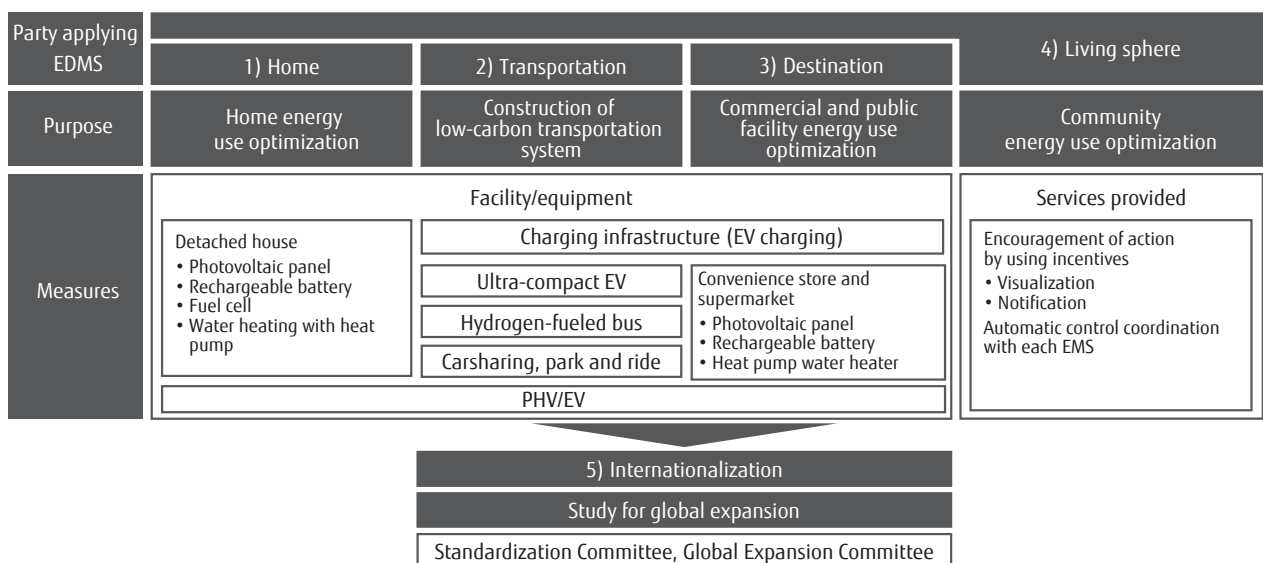 Party applying
EDMS
1) Home
2) Transportation
3) Destination
4) Living sphere
Purpose
Home energy
use optimization
Construction of
low-carbon transportation
system
Commercial and public
facility energy use
optimization
Community
energy use optimization
Measures
Facility/equipment
Detached house
• Photovoltaic panel
• Rechargeable battery
• Fuel cell
• Water heating with heat
pump
Charging infrastructure (EV charging)
Ultra-compact EV
Hydrogen-fueled bus
Carsharing, park and ride
Convenience store and
supermarket
• Photovoltaic panel
• Rechargeable battery
• Heat pump water heater
PHV/EV
Services provided
Encouragement of action
by using incentives
• Visualization
• Notification
Automatic control coordination
with each EMS
5) Internationalization
Study for global expansion
Standardization Committee, Global Expansion Committee